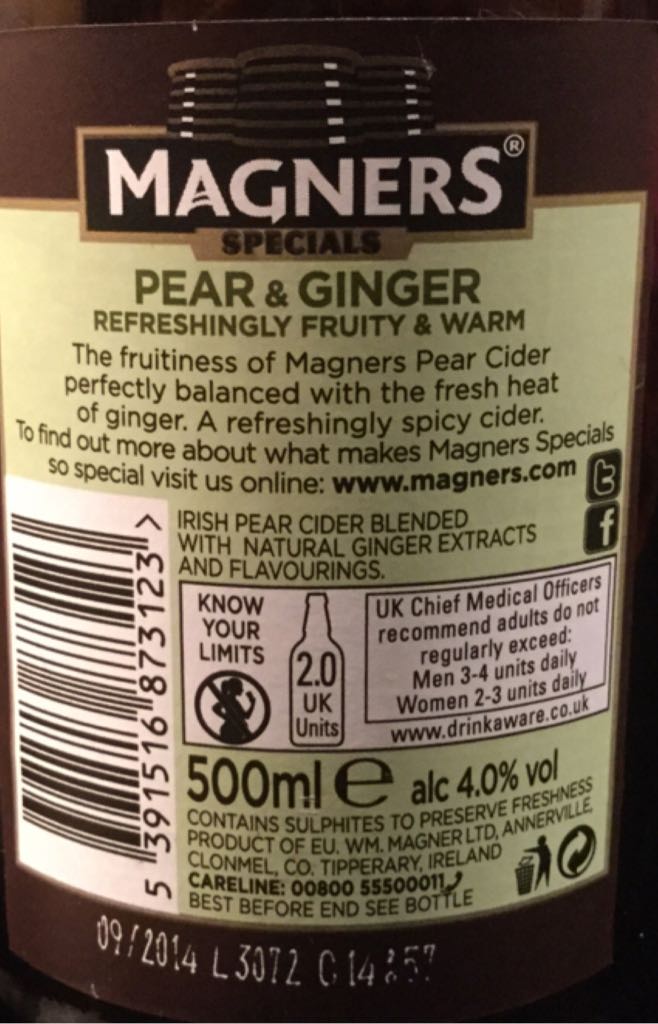 MAGNERS®
SPECIALS
PEAR & GINGER
REFRESHINGLY FRUITY & WARM
The fruitiness of Magners Pear Cider
perfectly balanced with the fresh heat
of ginger. A refreshingly spicy cider.
To find out more about what makes Magners Specials
so special visit us online: www.magners.com
IRISH PEAR CIDER BLENDED
WITH NATURAL GINGER EXTRACTS
AND FLAVOURINGS.
KNOW
YOUR
LIMITS
2.0
UK
Units
UK Chief Medical Officers
recommend adults do not
regularly exceed:
Men 3-4 units daily
Women 2-3 units daily
www.drinkaware.co.uk
5 391516 873123 >
500ml e alc 4.0% vol
CONTAINS SULPHITES TO PRESERVE FRESHNESS
PRODUCT OF EU. WM. MAGNER LTD, ANNERVILLE,
CLONMEL, CO. TIPPERARY, IRELAND
CARELINE: 00800 55500011
BEST BEFORE END SEE BOTTLE
09/2014 L3072 C 14:57